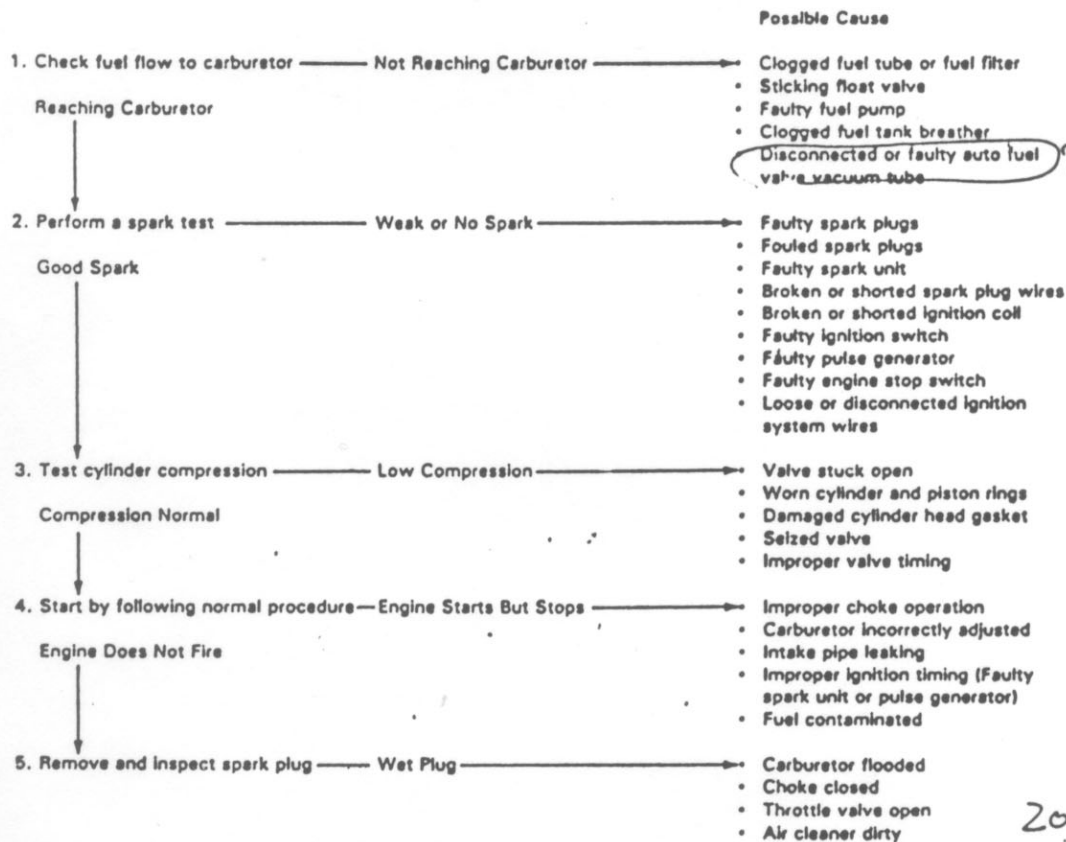 Possible Cause
1. Check fuel flow to carburetor Not Reaching Carburetor • Clogged fuel tube or fuel filter
• Sticking float valve
Reaching Carburetor
• Faulty fuel pump
• Clogged fuel tank breather
• Disconnected or faulty auto fuel
valve vacuum tube
2. Perform a spark test Weak or No Spark • Faulty spark plugs
• Fouled spark plugs
Good Spark • Faulty spark unit
• Broken or shorted spark plug wires
• Broken or shorted ignition coil
• Faulty ignition switch
• Faulty pulse generator
• Faulty engine stop switch
• Loose or disconnected ignition
system wires
3. Test cylinder compression Low Compression • Valve stuck open
• Worn cylinder and piston rings
Compression Normal • Damaged cylinder head gasket
• Seized valve
• Improper valve timing
4. Start by following normal procedure Engine Starts But Stops • Improper choke operation
• Carburetor incorrectly adjusted
Engine Does Not Fire • Intake pipe leaking
• Improper ignition timing (Faulty
spark unit or pulse generator)
• Fuel contaminated
5. Remove and inspect spark plug Wet Plug • Carburetor flooded
• Choke closed
• Throttle valve open
• Air cleaner dirty